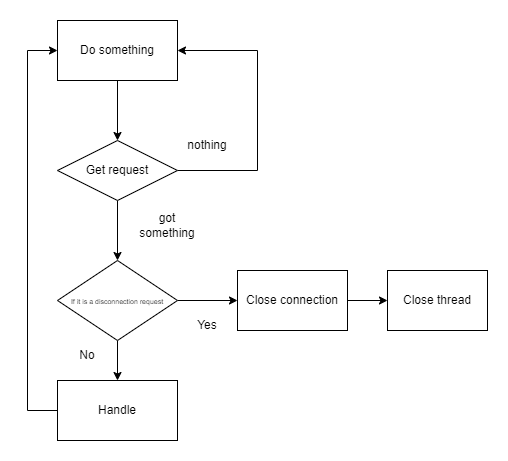 Do something
nothing
Get request
got
something
If it is a disconnection request
Close connection
Close thread
Yes
No
Handle